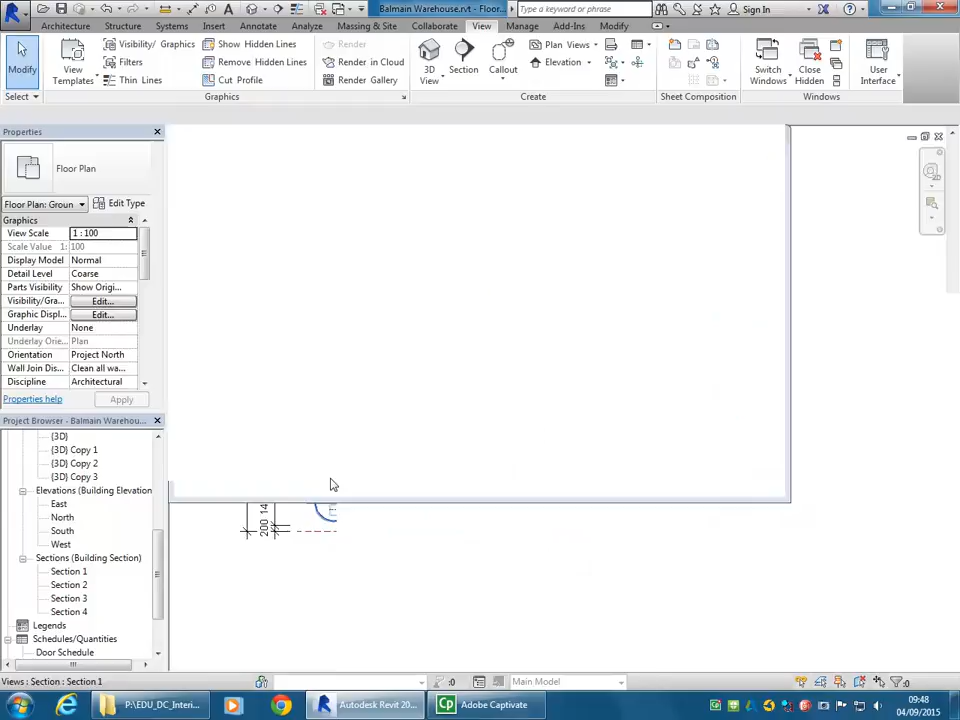 Balmain Warehouse.rvt - Floor...
Type a keyword or phrase
Sign In
Architecture Structure Systems Insert Annotate Analyze Massing & Site Collaborate View Manage Add-Ins Modify
Modify
View Templates
Visibility/ Graphics
Filters
Thin Lines
Show Hidden Lines
Remove Hidden Lines
Cut Profile
Render
Render in Cloud
Render Gallery
3D View
Section
Callout
Plan Views
Elevation
Switch Windows
Close Hidden
User Interface
Select
Graphics
Create
Sheet Composition
Windows
Properties
Floor Plan
Floor Plan: Groun
Edit Type
Graphics
View Scale 1 : 100
Scale Value 1: 100
Display Model Normal
Detail Level Coarse
Parts Visibility Show Origi...
Visibility/Gra... Edit...
Graphic Displ... Edit...
Underlay None
Underlay Orie... Plan
Orientation Project North
Wall Join Dis... Clean all wa...
Discipline Architectural
Properties help
Apply
Project Browser - Balmain Warehou...
{3D}
{3D} Copy 1
{3D} Copy 2
{3D} Copy 3
Elevations (Building Elevation
East
North
South
West
Sections (Building Section)
Section 1
Section 2
Section 3
Section 4
Legends
Schedules/Quantities
Door Schedule
200 14
2D
Views : Section : Section 1
:0
Main Model
:0
P:\EDU_DC_Interi...
Autodesk Revit 20...
Cp
Adobe Captivate
09:48
04/09/2015